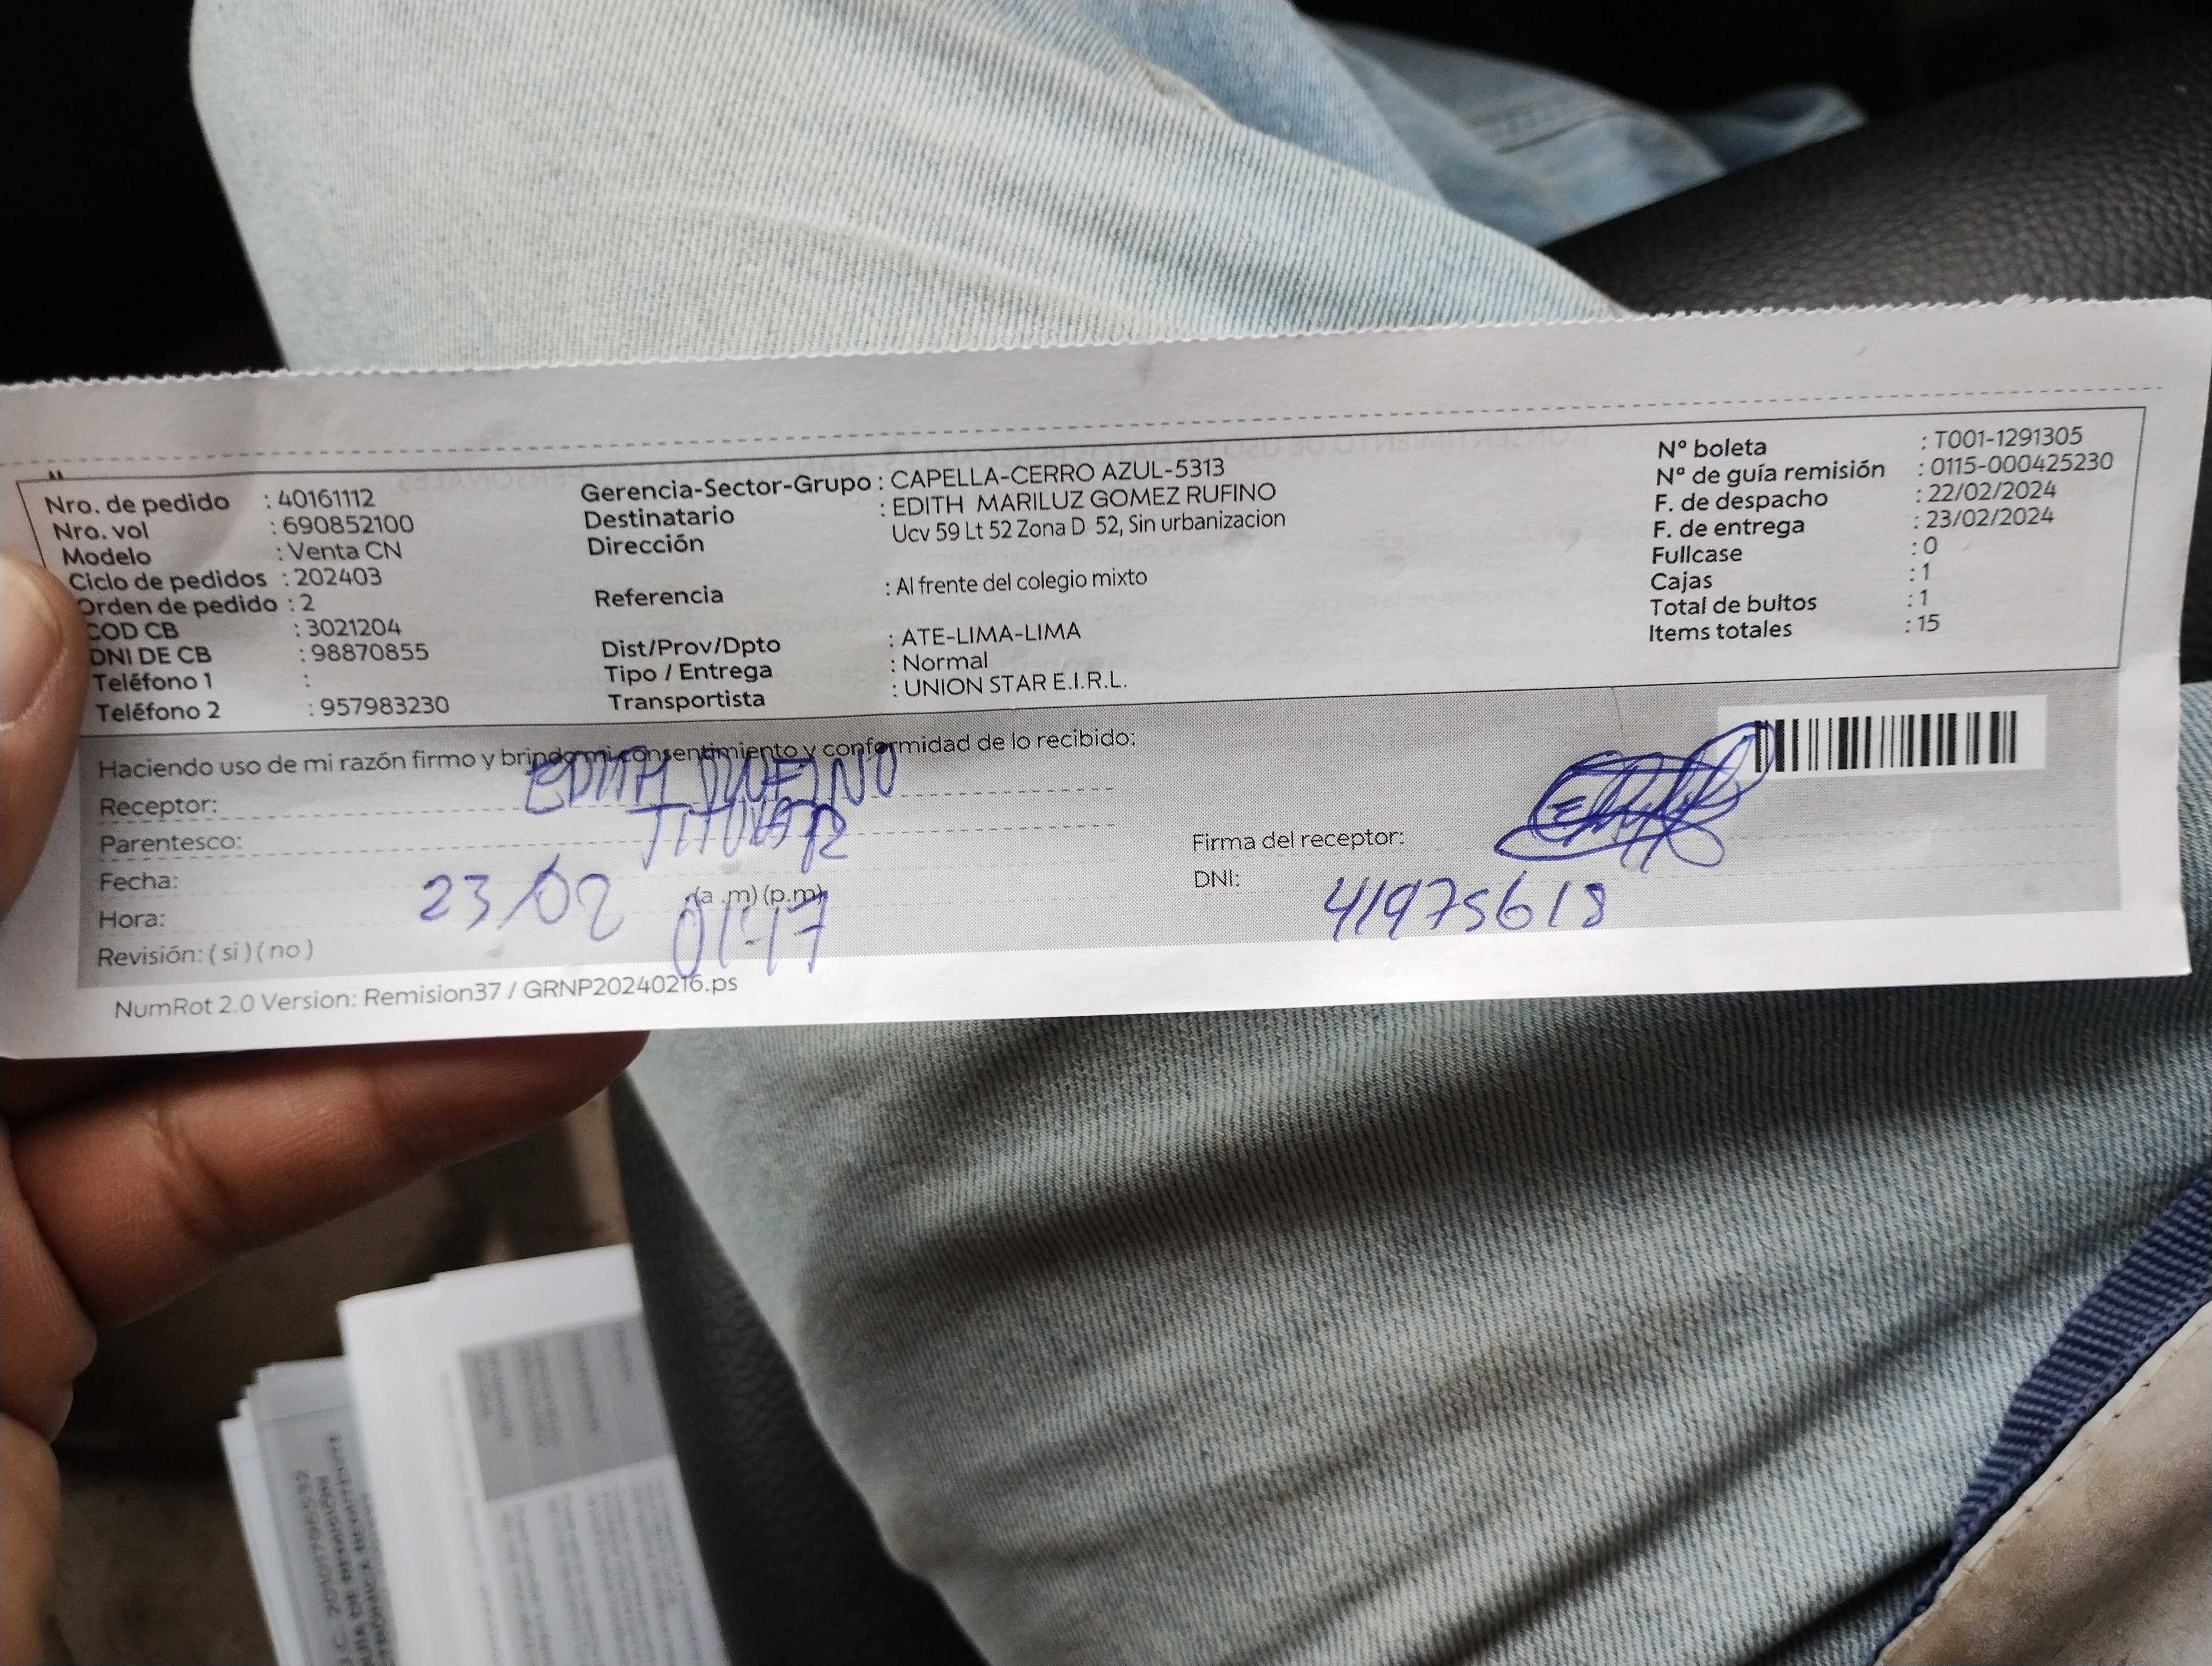 Nro. de pedido : 40161112
Nro. vol : 690852100
Modelo : Venta CN
Ciclo de pedidos : 202403
Orden de pedido : 2
COD CB : 3021204
DNI DE CB : 98870855
Teléfono 1 :
Teléfono 2 : 957983230
Gerencia-Sector-Grupo : CAPELLA-CERRO AZUL-5313
Destinatario : EDITH MARILUZ GOMEZ RUFINO
Dirección Ucv 59 Lt 52 Zona D 52, Sin urbanizacion
Referencia : Al frente del colegio mixto
Dist/Prov/Dpto : ATE-LIMA-LIMA
Tipo / Entrega : Normal
Transportista : UNION STAR E.I.R.L.
Nº boleta : T001-1291305
Nº de guía remisión : 0115-000425230
F. de despacho : 22/02/2024
F. de entrega : 23/02/2024
Fullcase : 0
Cajas : 1
Total de bultos : 1
Items totales : 15
Haciendo uso de mi razón firmo y brindo mi consentimiento y conformidad de lo recibido:
Receptor: EDITH RUFINO
Parentesco: TITULAR
Fecha: 23/02
Hora: (a .m) (p.m) 01:17
Revisión: ( si ) ( no )
Firma del receptor:
DNI: 41975618
NumRot 2.0 Version: Remision37 / GRNP20240216.ps